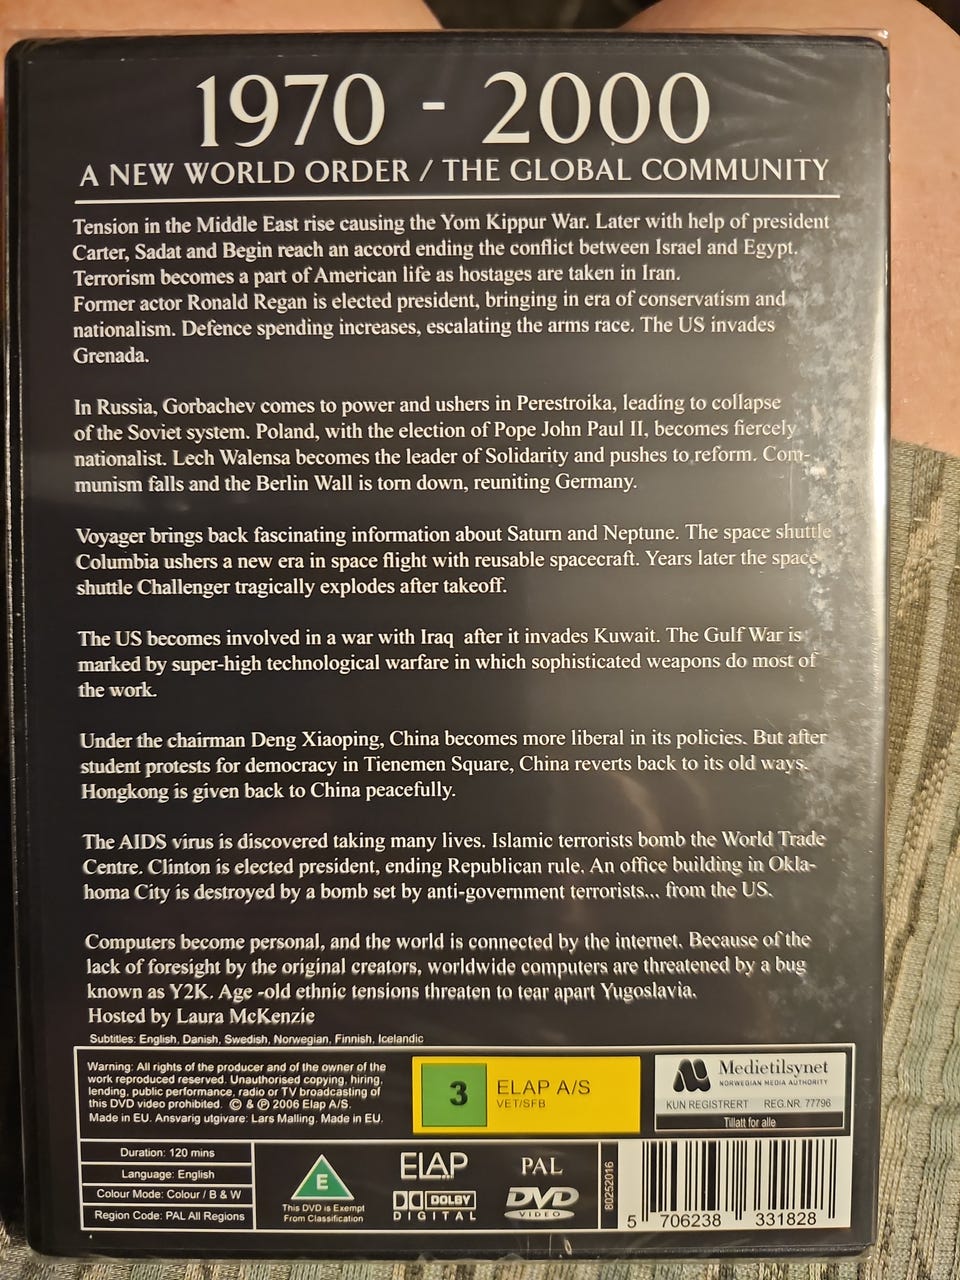 1970 - 2000
A NEW WORLD ORDER / THE GLOBAL COMMUNITY
Tension in the Middle East rise causing the Yom Kippur War. Later with help of president
Carter, Sadat and Begin reach an accord ending the conflict between Israel and Egypt.
Terrorism becomes a part of American life as hostages are taken in Iran.
Former actor Ronald Regan is elected president, bringing in era of conservatism and
nationalism. Defence spending increases, escalating the arms race. The US invades
Grenada.
In Russia, Gorbachev comes to power and ushers in Perestroika, leading to collapse
of the Soviet system. Poland, with the election of Pope John Paul II, becomes fiercely
nationalist. Lech Walensa becomes the leader of Solidarity and pushes to reform. Com-
munism falls and the Berlin Wall is torn down, reuniting Germany.
Voyager brings back fascinating information about Saturn and Neptune. The space shuttle
Columbia ushers a new era in space flight with reusable spacecraft. Years later the space
shuttle Challenger tragically explodes after takeoff.
The US becomes involved in a war with Iraq after it invades Kuwait. The Gulf War is
marked by super-high technological warfare in which sophisticated weapons do most of
the work.
Under the chairman Deng Xiaoping, China becomes more liberal in its policies. But after
student protests for democracy in Tienemen Square, China reverts back to its old ways.
Hongkong is given back to China peacefully.
The AIDS virus is discovered taking many lives. Islamic terrorists bomb the World Trade
Centre. Clinton is elected president, ending Republican rule. An office building in Okla-
homa City is destroyed by a bomb set by anti-government terrorists... from the US.
Computers become personal, and the world is connected by the internet. Because of the
lack of foresight by the original creators, worldwide computers are threatened by a bug
known as Y2K. Age -old ethnic tensions threaten to tear apart Yugoslavia.
Hosted by Laura McKenzie
Subtitles: English, Danish, Swedish, Norwegian, Finnish, Icelandic
Warning: All rights of the producer and of the owner of the
work reproduced reserved. Unauthorised copying, hiring,
lending, public performance, radio or TV broadcasting of
this DVD video prohibited. © & ℗ 2006 Elap A/S.
Made in EU. Ansvarig utgivare: Lars Malling. Made in EU.
3
ELAP A/S
VET/SFB
Medietilsynet
NORWEGIAN MEDIA AUTHORITY
KUN REGISTRERT REG.NR. 77796
Tillatt for alle
Duration: 120 mins
Language: English
Colour Mode: Colour / B & W
Region Code: PAL All Regions
E
This DVD is Exempt
From Classification
ELAP
DOLBY
DIGITAL
PAL
DVD
VIDEO
80252016
5 706238 331828